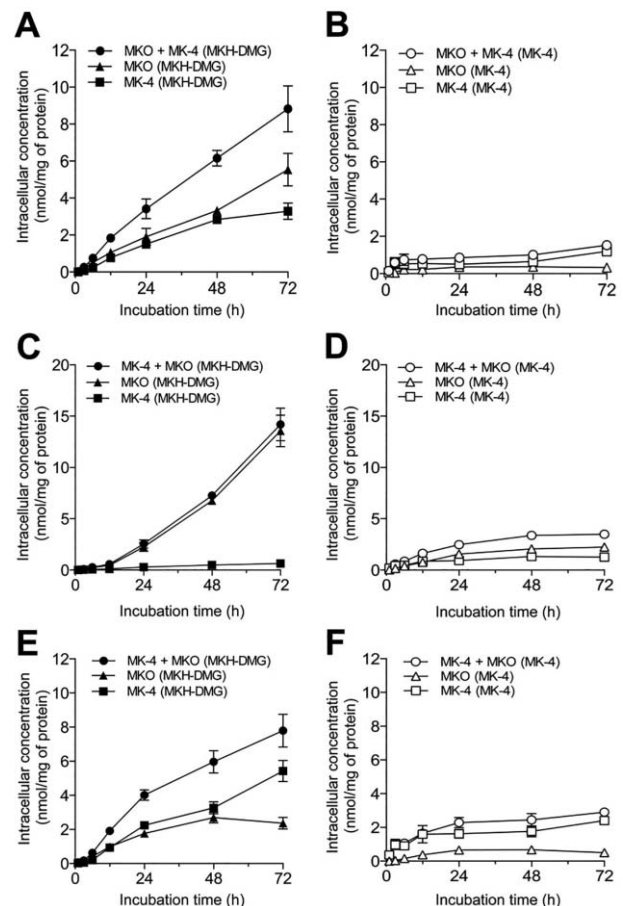 A
MKO + MK-4 (MKH-DMG)
MKO (MKH-DMG)
MK-4 (MKH-DMG)
Intracellular concentration
(nmol/mg of protein)
12
10
8
6
4
2
0
0 24 48 72
Incubation time (h)
B
MKO + MK-4 (MK-4)
MKO (MK-4)
MK-4 (MK-4)
Intracellular concentration
(nmol/mg of protein)
12
10
8
6
4
2
0
0 24 48 72
Incubation time (h)
C
MK-4 + MKO (MKH-DMG)
MKO (MKH-DMG)
MK-4 (MKH-DMG)
Intracellular concentration
(nmol/mg of protein)
20
15
10
5
0
0 24 48 72
Incubation time (h)
D
MK-4 + MKO (MK-4)
MKO (MK-4)
MK-4 (MK-4)
Intracellular concentration
(nmol/mg of protein)
20
15
10
5
0
0 24 48 72
Incubation time (h)
E
MK-4 + MKO (MKH-DMG)
MKO (MKH-DMG)
MK-4 (MKH-DMG)
Intracellular concentration
(nmol/mg of protein)
12
10
8
6
4
2
0
0 24 48 72
Incubation time (h)
F
MK-4 + MKO (MK-4)
MKO (MK-4)
MK-4 (MK-4)
Intracellular concentration
(nmol/mg of protein)
12
10
8
6
4
2
0
0 24 48 72
Incubation time (h)